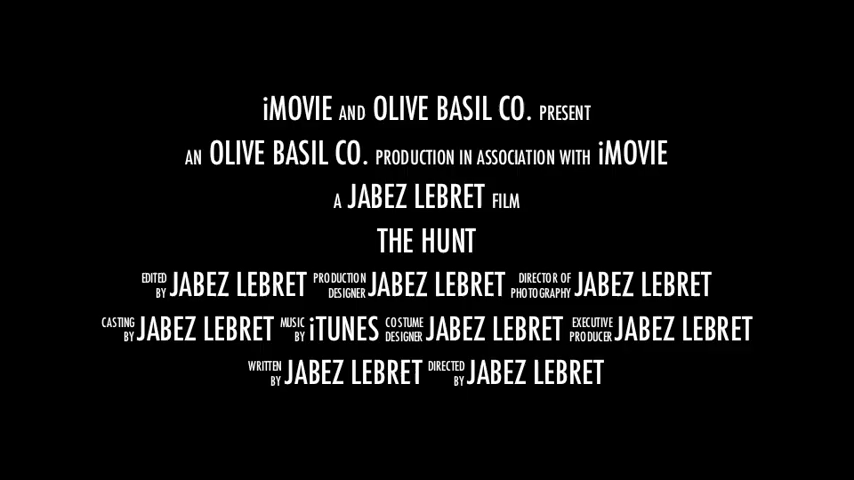 iMOVIE AND OLIVE BASIL CO. PRESENT
AN OLIVE BASIL CO. PRODUCTION IN ASSOCIATION WITH iMOVIE
A JABEZ LEBRET FILM
THE HUNT
EDITED BY JABEZ LEBRET PRODUCTION DESIGNER JABEZ LEBRET DIRECTOR OF PHOTOGRAPHY JABEZ LEBRET
CASTING BY JABEZ LEBRET MUSIC BY iTUNES COSTUME DESIGNER JABEZ LEBRET EXECUTIVE PRODUCER JABEZ LEBRET
WRITTEN BY JABEZ LEBRET DIRECTED BY JABEZ LEBRET